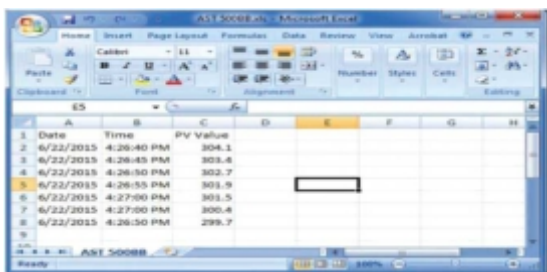 AST 5008B.xls - Microsoft Excel
Home Insert Page Layout Formulas Data Review View Acrobat
Paste
Calibri 11
B I U A A
Number Styles Cells
Clipboard Font Alignment Editing
E5 fx
A B C D E F G H
1 Date Time PV Value
2 6/22/2015 4:26:40 PM 304.1
3 6/22/2015 4:26:45 PM 303.4
4 6/22/2015 4:26:50 PM 302.7
5 6/22/2015 4:26:55 PM 301.9
6 6/22/2015 4:27:00 PM 301.5
7 6/22/2015 4:27:00 PM 300.4
8 6/22/2015 4:26:50 PM 299.7
9
AST 5008B
Ready 100%